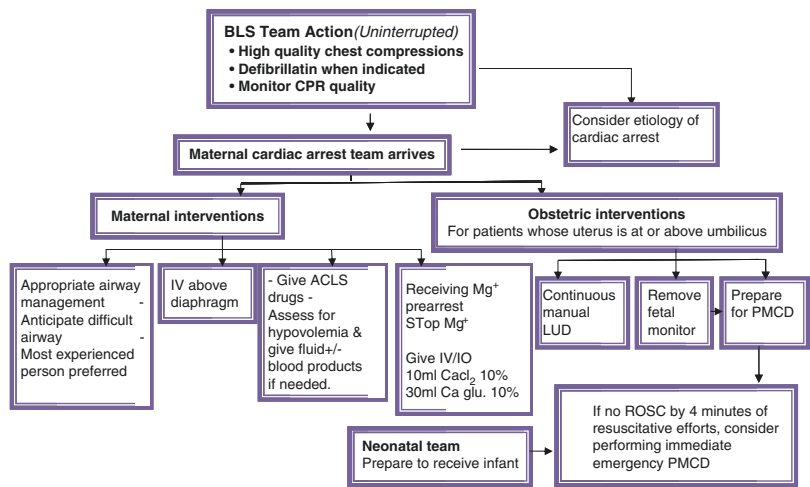 BLS Team Action(Uninterrupted)
• High quality chest compressions
• Defibrillatin when indicated
• Monitor CPR quality
Consider etiology of
cardiac arrest
Maternal cardiac arrest team arrives
Maternal interventions
Obstetric interventions
For patients whose uterus is at or above umbilicus
Appropriate airway
management -
Anticipate difficult
airway -
Most experienced
person preferred
IV above
diaphragm
- Give ACLS
drugs -
Assess for
hypovolemia &
give fluid+/-
blood products
if needed.
Receiving Mg⁺
prearrest
STop Mg⁺
Give IV/IO
10ml Cacl₂ 10%
30ml Ca glu. 10%
Continuous
manual
LUD
Remove
fetal
monitor
Prepare
for PMCD
If no ROSC by 4 minutes of
resuscitative efforts, consider
performing immediate
emergency PMCD
Neonatal team
Prepare to receive infant